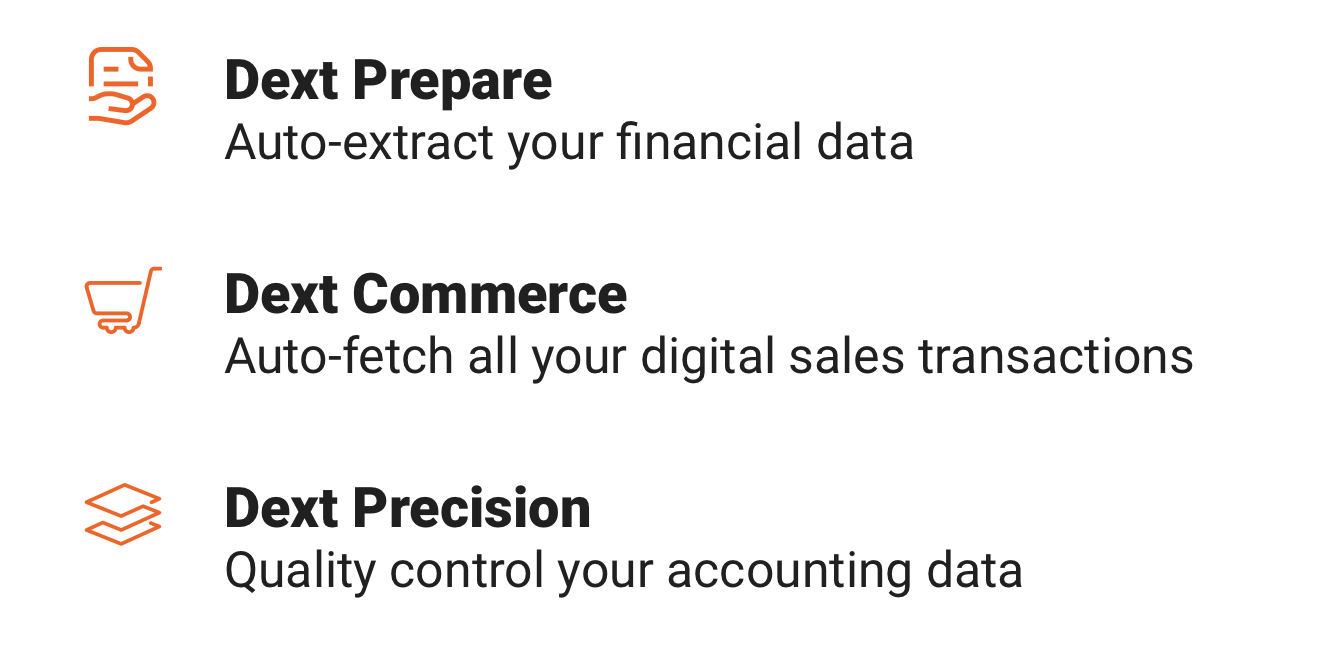 Dext Prepare
Auto-extract your financial data
Dext Commerce
Auto-fetch all your digital sales transactions
Dext Precision
Quality control your accounting data